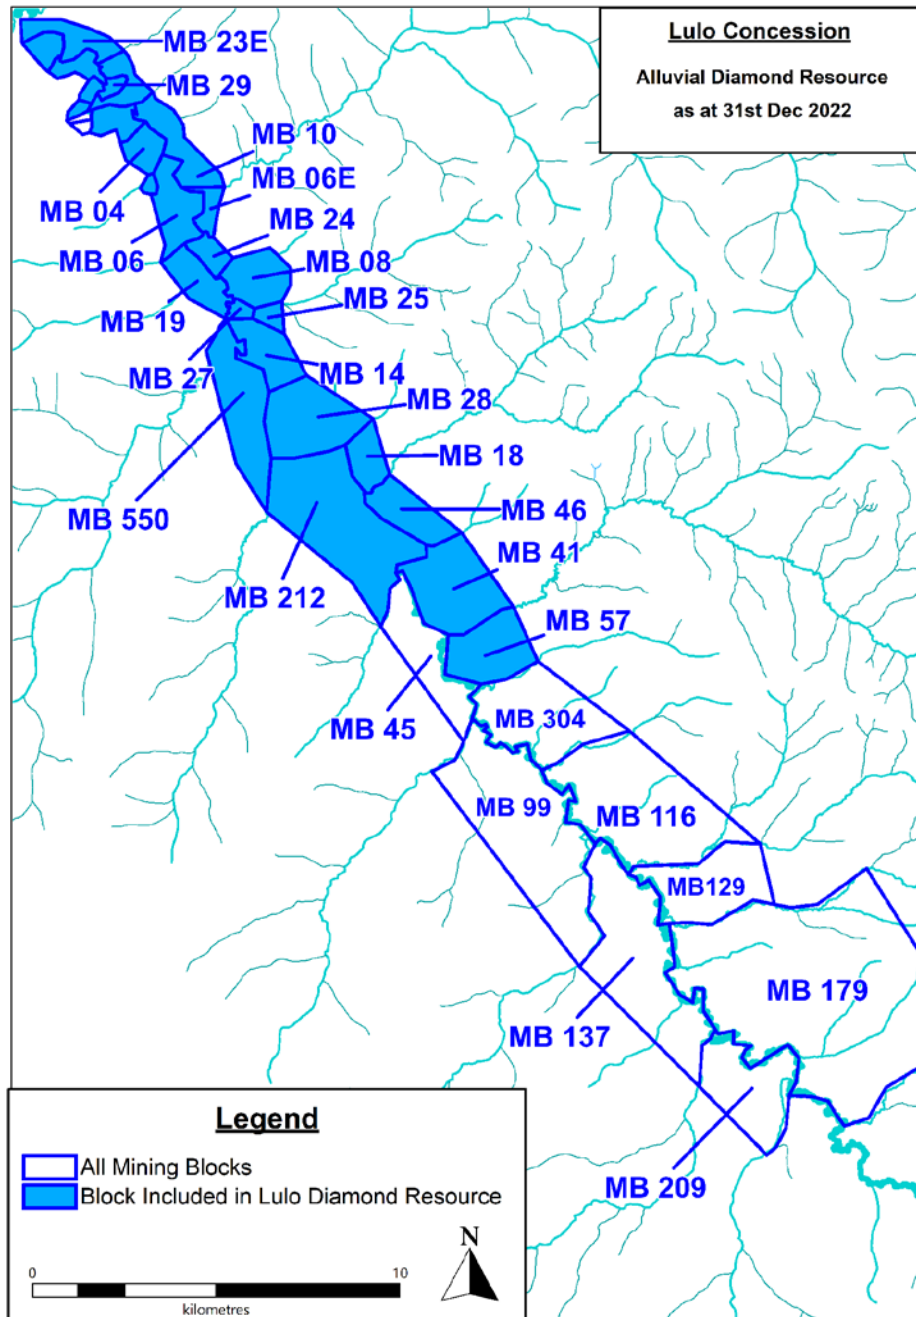 Lulo Concession
Alluvial Diamond Resource
as at 31st Dec 2022
MB 23E
MB 29
MB 10
MB 06E
MB 04
MB 24
MB 06
MB 08
MB 25
MB 19
MB 27
MB 14
MB 28
MB 18
MB 550
MB 46
MB 41
MB 212
MB 57
MB 45
MB 304
MB 99
MB 116
MB129
MB 179
MB 137
MB 209
Legend
All Mining Blocks
Block Included in Lulo Diamond Resource
N
0 10
kilometres